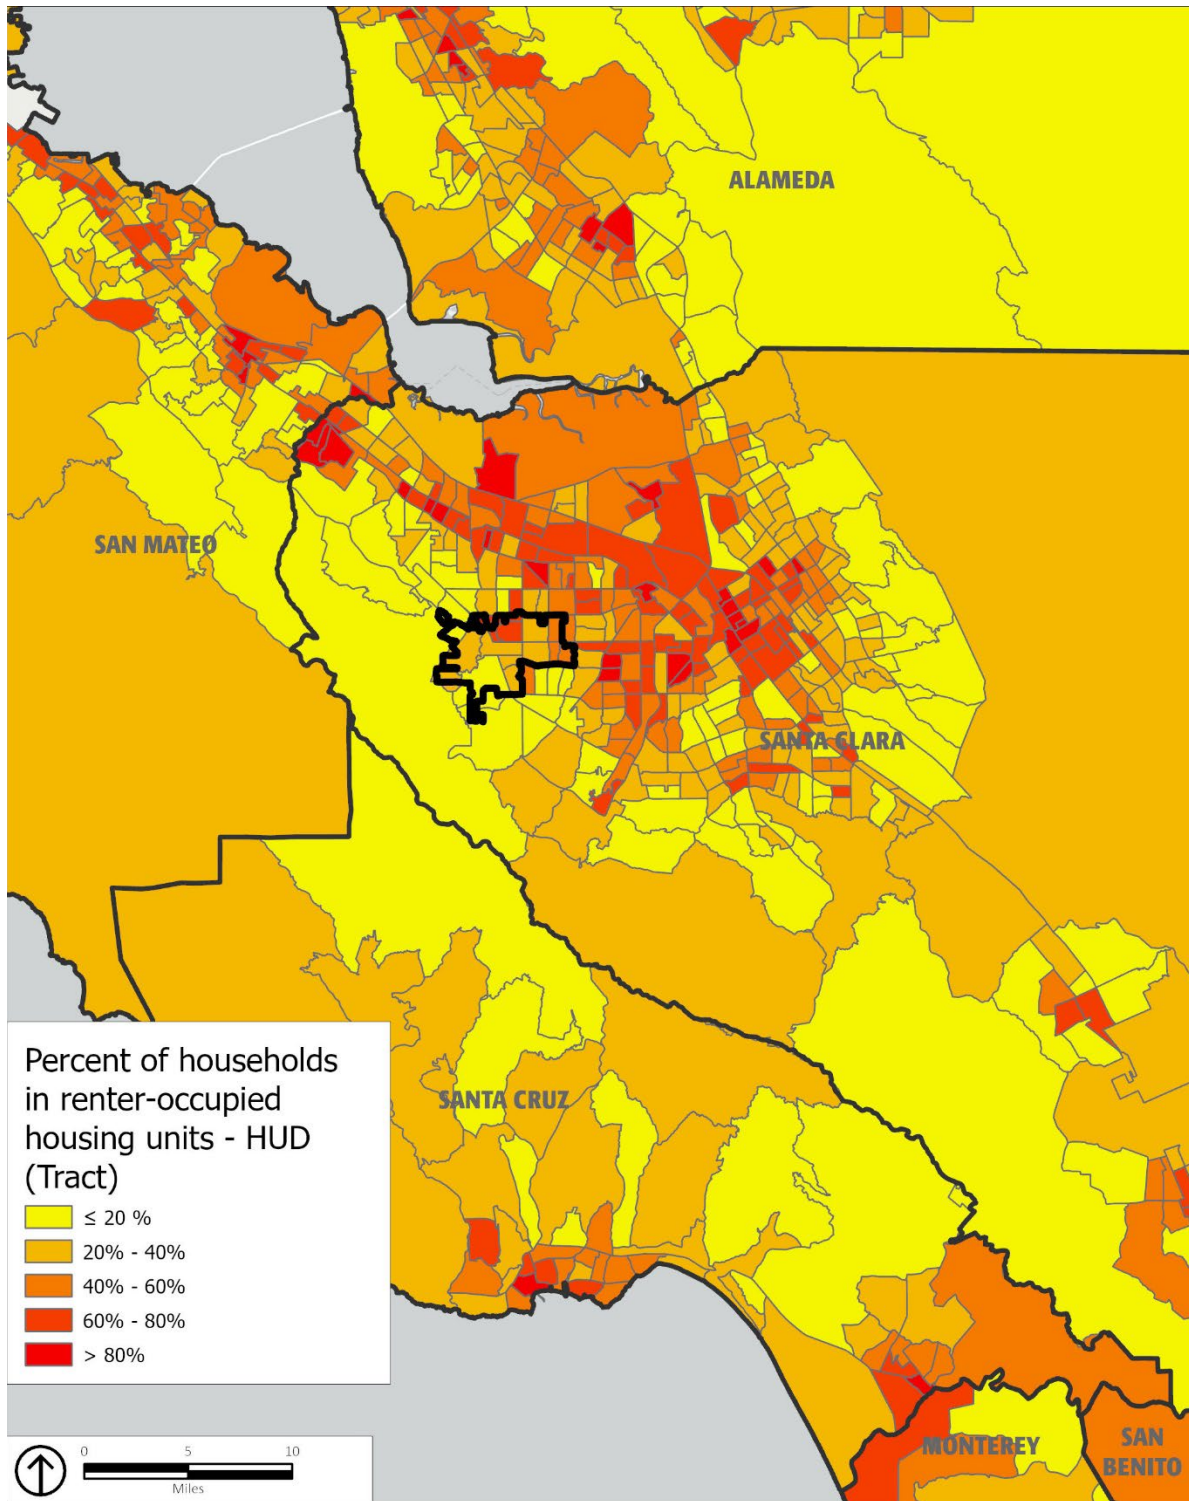 ALAMEDA
SAN MATEO
SANTA CLARA
SANTA CRUZ
MONTEREY
SAN
BENITO
Percent of households
in renter-occupied
housing units - HUD
(Tract)
≤ 20 %
20% - 40%
40% - 60%
60% - 80%
> 80%
0 5 10
Miles